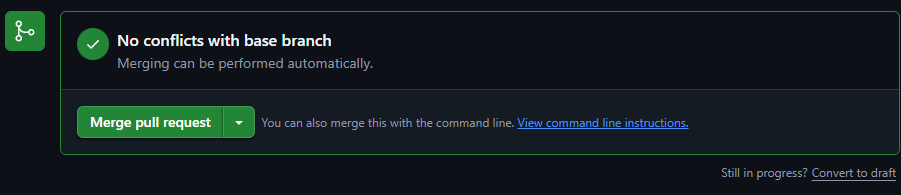 No conflicts with base branch
Merging can be performed automatically.
Merge pull request
You can also merge this with the command line. View command line instructions.
Still in progress? Convert to draft